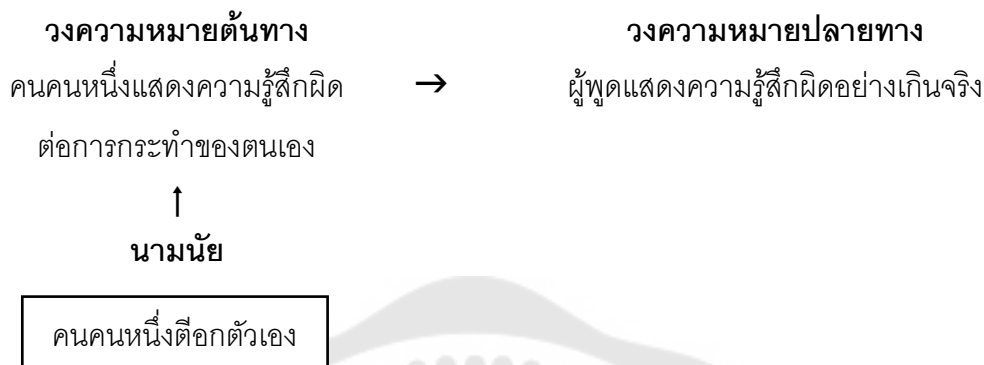 วงความหมายต้นทาง วงความหมายปลายทาง
คนคนหนึ่งแสดงความรู้สึกผิด → ผู้พูดแสดงความรู้สึกผิดอย่างเกินจริง
ต่อการกระทำของตนเอง
↑
นามนัย
คนคนหนึ่งตีอกตัวเอง